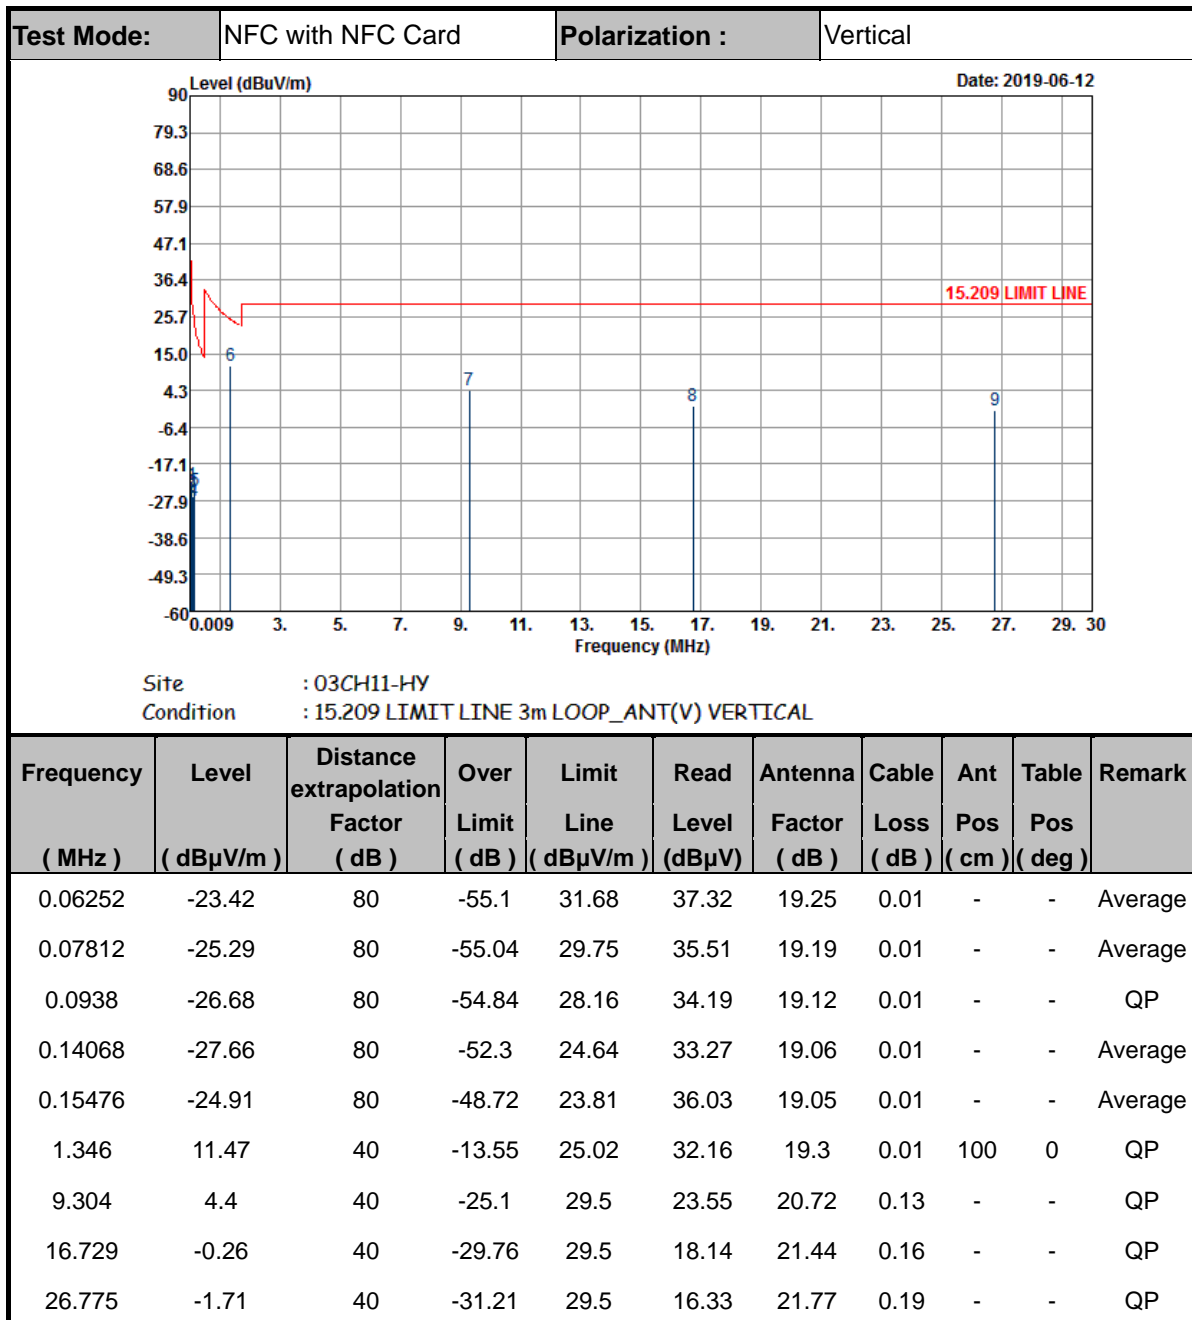 Test Mode: NFC with NFC Card Polarization : Vertical
Level (dBuV/m) Date: 2019-06-12
90
79.3
68.6
57.9
47.1
36.4
15.209 LIMIT LINE
25.7
15.0
6
4.3
7
8
9
-6.4
-17.1
5
-27.9
-38.6
-49.3
-60
0.009 3. 5. 7. 9. 11. 13. 15. 17. 19. 21. 23. 25. 27. 29. 30
Frequency (MHz)
Site : 03CH11-HY
Condition : 15.209 LIMIT LINE 3m LOOP_ANT(V) VERTICAL
Frequency Level Distance extrapolation Over Limit Read Antenna Cable Ant Table Remark
Factor Limit Line Level Factor Loss Pos Pos
( MHz ) ( dBµV/m ) ( dB ) ( dB ) ( dBµV/m ) (dBµV) ( dB ) ( dB ) ( cm ) ( deg )
0.06252 -23.42 80 -55.1 31.68 37.32 19.25 0.01 - - Average
0.07812 -25.29 80 -55.04 29.75 35.51 19.19 0.01 - - Average
0.0938 -26.68 80 -54.84 28.16 34.19 19.12 0.01 - - QP
0.14068 -27.66 80 -52.3 24.64 33.27 19.06 0.01 - - Average
0.15476 -24.91 80 -48.72 23.81 36.03 19.05 0.01 - - Average
1.346 11.47 40 -13.55 25.02 32.16 19.3 0.01 100 0 QP
9.304 4.4 40 -25.1 29.5 23.55 20.72 0.13 - - QP
16.729 -0.26 40 -29.76 29.5 18.14 21.44 0.16 - - QP
26.775 -1.71 40 -31.21 29.5 16.33 21.77 0.19 - - QP